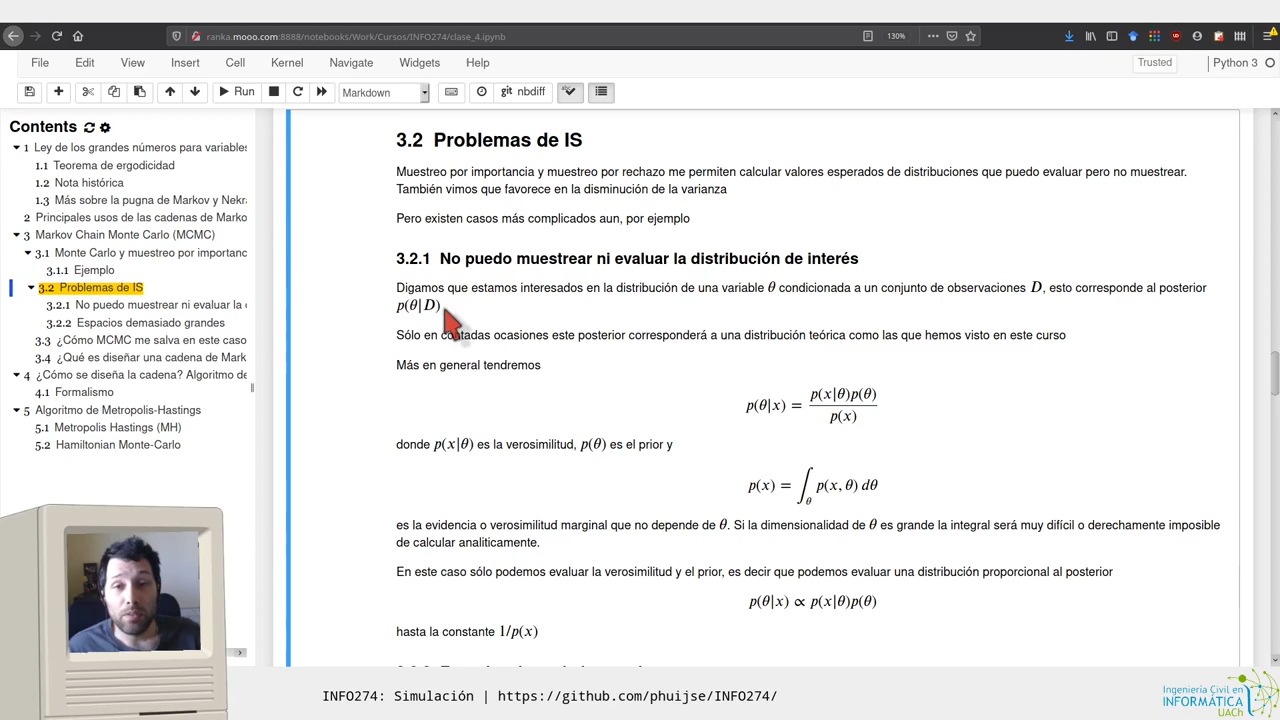 ranka.mooo.com:8888/notebooks/Work/Cursos/INFO274/clase_4.ipynb
130%
File Edit View Insert Cell Kernel Navigate Widgets Help
Trusted
Python 3
Run
Markdown
nbdiff
Contents
1 Ley de los grandes números para variables
1.1 Teorema de ergodicidad
1.2 Nota histórica
1.3 Más sobre la pugna de Markov y Nekra
2 Principales usos de las cadenas de Marko
3 Markov Chain Monte Carlo (MCMC)
3.1 Monte Carlo y muestreo por importanc
3.1.1 Ejemplo
3.2 Problemas de IS
3.2.1 No puedo muestrear ni evaluar la
3.2.2 Espacios demasiado grandes
3.3 ¿Cómo MCMC me salva en este caso
3.4 ¿Qué es diseñar una cadena de Mark
4 ¿Cómo se diseña la cadena? Algoritmo de
4.1 Formalismo
5 Algoritmo de Metropolis-Hastings
5.1 Metropolis Hastings (MH)
5.2 Hamiltonian Monte-Carlo
3.2 Problemas de IS
Muestreo por importancia y muestreo por rechazo me permiten calcular valores esperados de distribuciones que puedo evaluar pero no muestrear.
También vimos que favorece en la disminución de la varianza
Pero existen casos más complicados aun, por ejemplo
3.2.1 No puedo muestrear ni evaluar la distribución de interés
Digamos que estamos interesados en la distribución de una variable θ condicionada a un conjunto de observaciones D, esto corresponde al posterior
p(θ|D)
Sólo en contadas ocasiones este posterior corresponderá a una distribución teórica como las que hemos visto en este curso
Más en general tendremos
p(θ|x) = p(x|θ)p(θ) / p(x)
donde p(x|θ) es la verosimilitud, p(θ) es el prior y
p(x) = ∫θ p(x, θ) dθ
es la evidencia o verosimilitud marginal que no depende de θ. Si la dimensionalidad de θ es grande la integral será muy difícil o derechamente imposible
de calcular analiticamente.
En este caso sólo podemos evaluar la verosimilitud y el prior, es decir que podemos evaluar una distribución proporcional al posterior
p(θ|x) ∝ p(x|θ)p(θ)
hasta la constante 1/p(x)
INFO274: Simulación | https://github.com/phuijse/INFO274/
Ingeniería Civil en
INFORMÁTICA
UACh